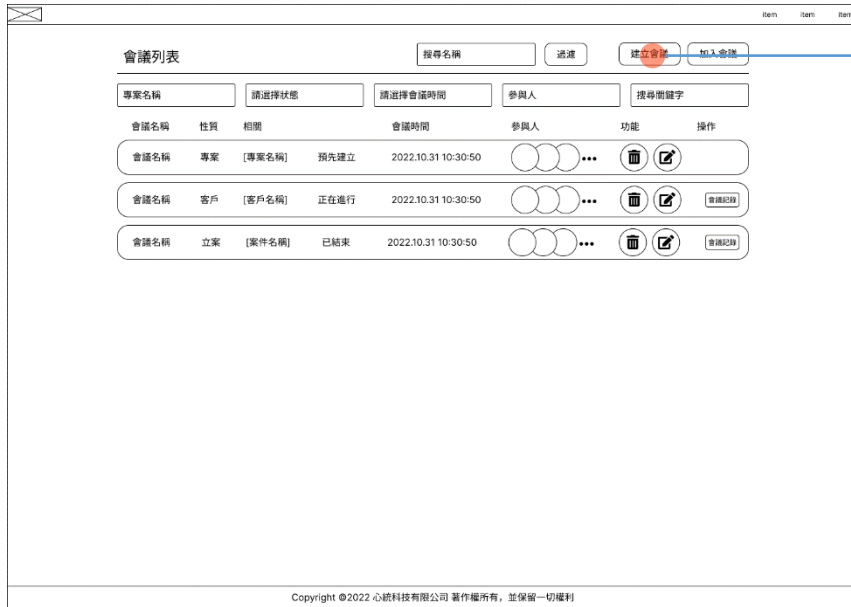 item item item
會議列表 搜尋名稱 過濾 建立會議 加入會議
專案名稱 請選擇狀態 請選擇會議時間 參與人 搜尋關鍵字
會議名稱 性質 相關 會議時間 參與人 功能 操作
會議名稱 專案 [專案名稱] 預先建立 2022.10.31 10:30:50
會議名稱 客戶 [客戶名稱] 正在進行 2022.10.31 10:30:50 會議記錄
會議名稱 立案 [案件名稱] 已結束 2022.10.31 10:30:50 會議記錄
Copyright ©2022 心統科技有限公司 著作權所有，並保留一切權利